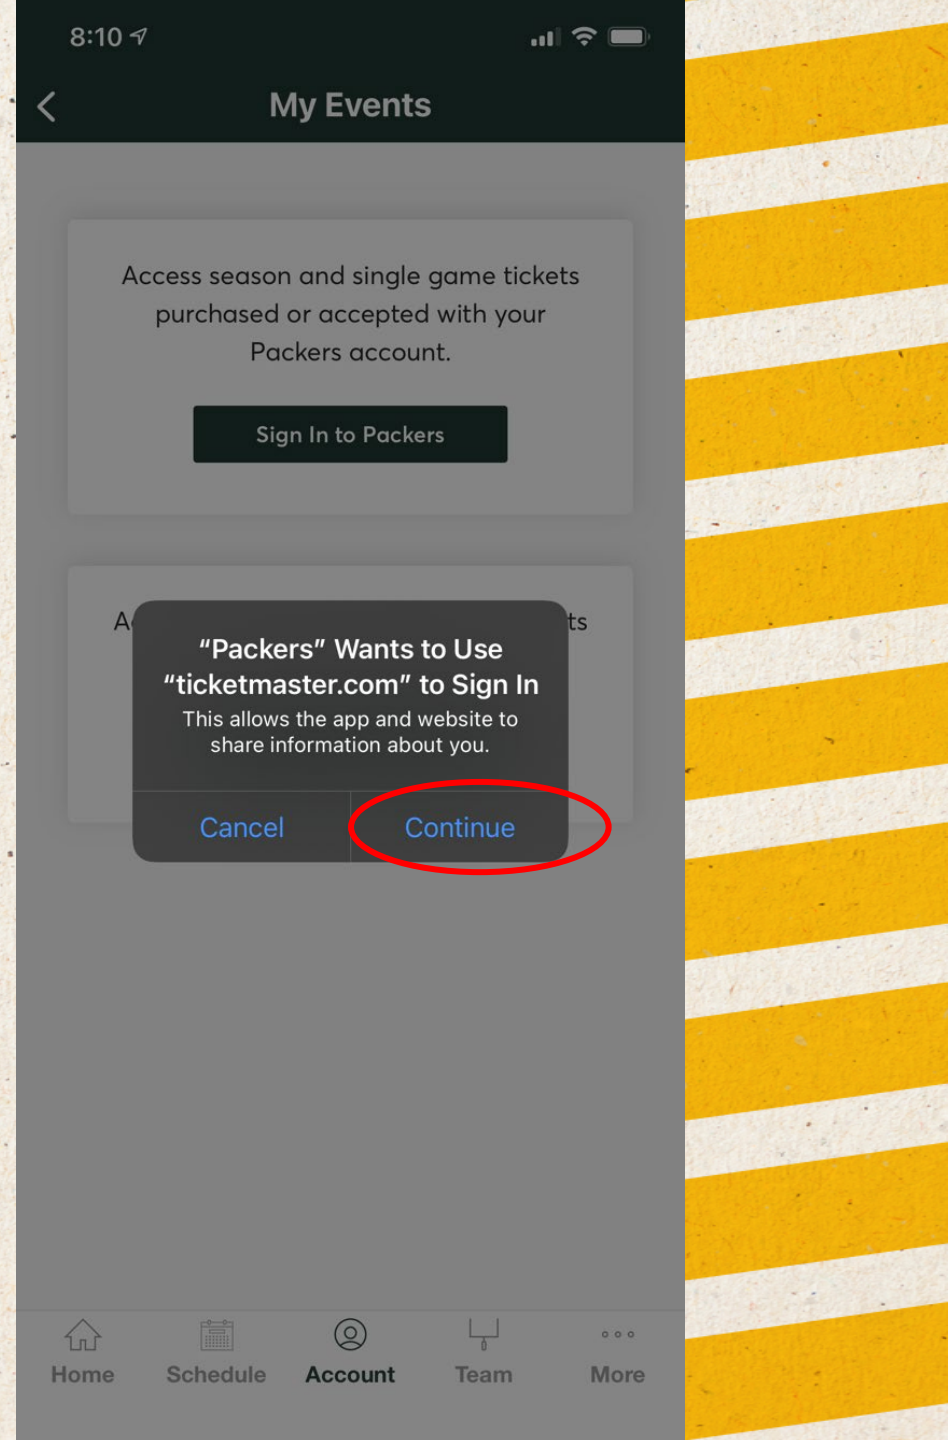 8:10
My Events
Access season and single game tickets
purchased or accepted with your
Packers account.
Sign In to Packers
“Packers” Wants to Use
“ticketmaster.com” to Sign In
This allows the app and website to
share information about you.
Cancel Continue
Home Schedule Account Team More